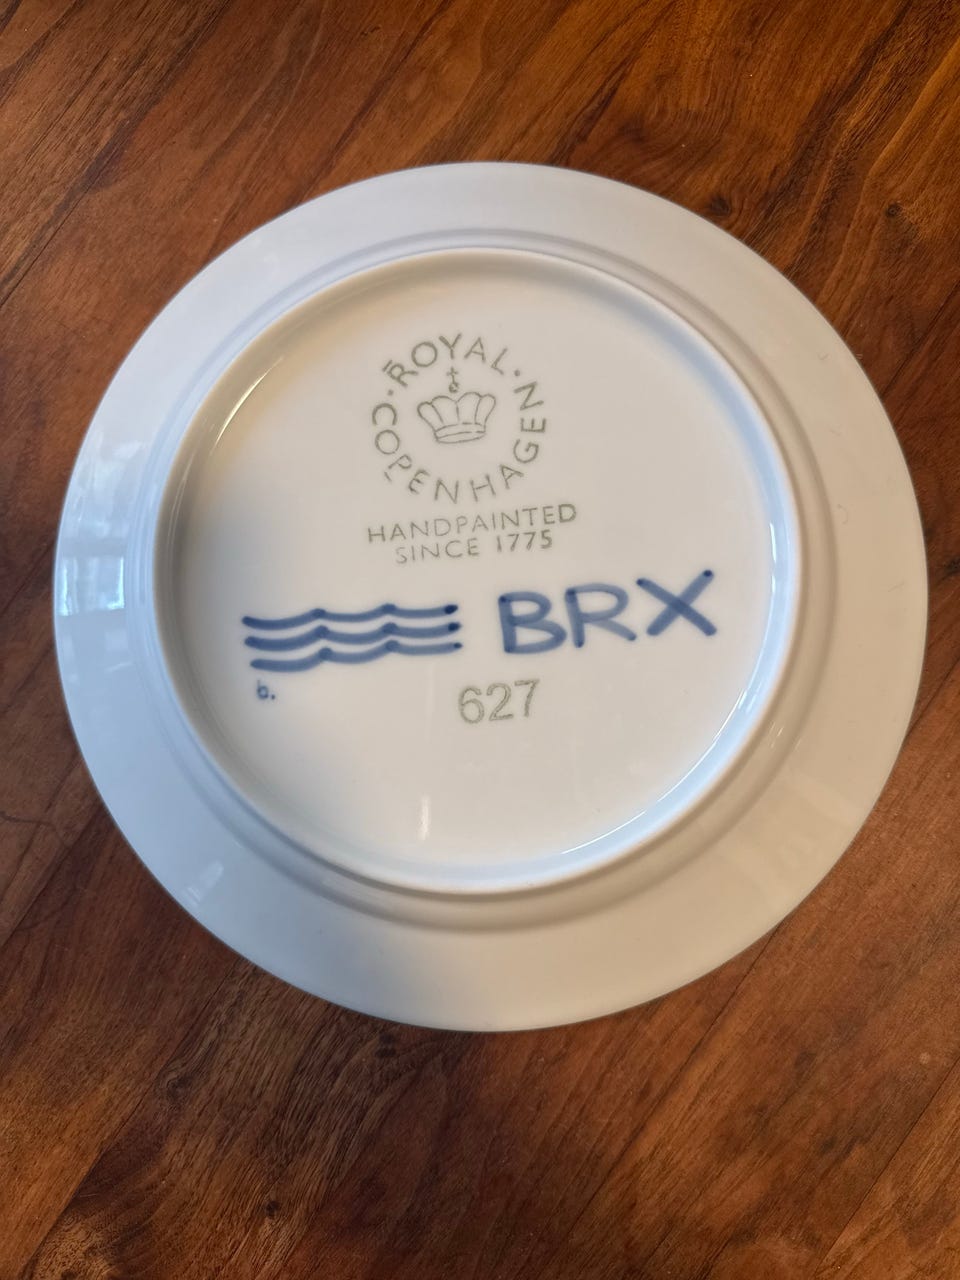 ROYAL
COPENHAGEN
HANDPAINTED
SINCE 1775
BRX
b.
627